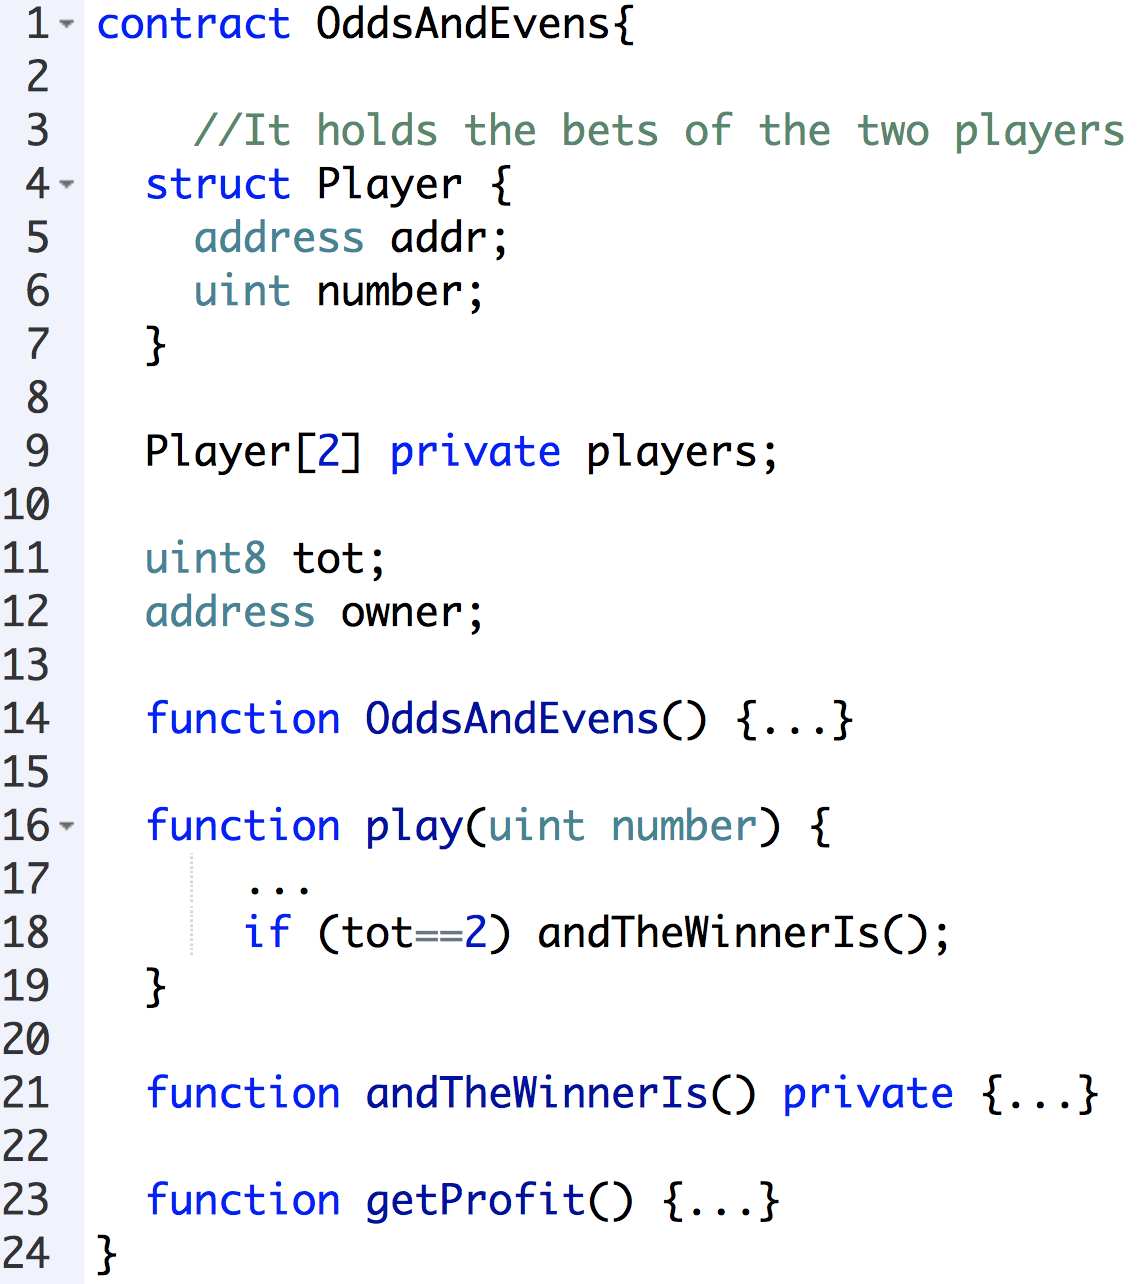 1 contract OddsAndEvens{
2
3 //It holds the bets of the two players
4 struct Player {
5 address addr;
6 uint number;
7 }
8
9 Player[2] private players;
10
11 uint8 tot;
12 address owner;
13
14 function OddsAndEvens() {...}
15
16 function play(uint number) {
17 ...
18 if (tot==2) andTheWinnerIs();
19 }
20
21 function andTheWinnerIs() private {...}
22
23 function getProfit() {...}
24 }